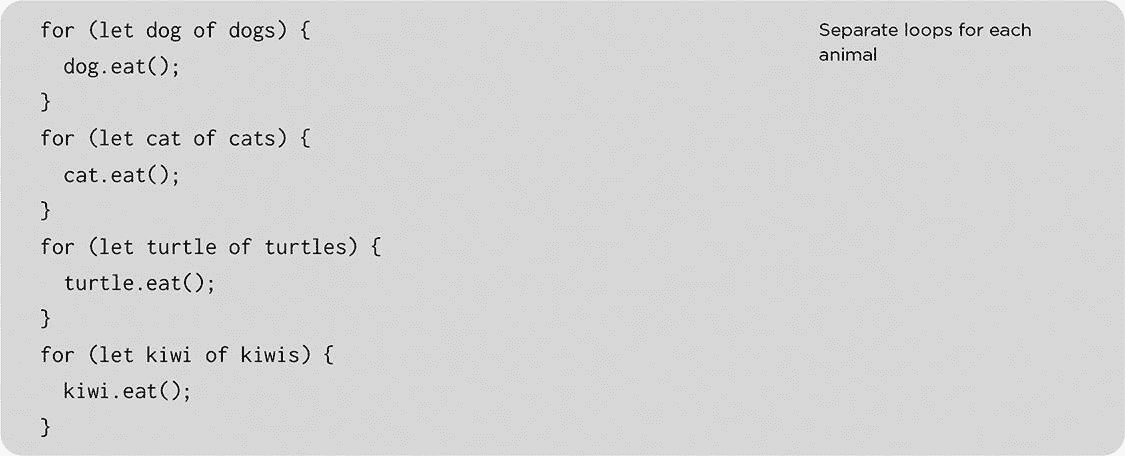 for (let dog of dogs) {
  dog.eat();
}
for (let cat of cats) {
  cat.eat();
}
for (let turtle of turtles) {
  turtle.eat();
}
for (let kiwi of kiwis) {
  kiwi.eat();
}
Separate loops for each
animal